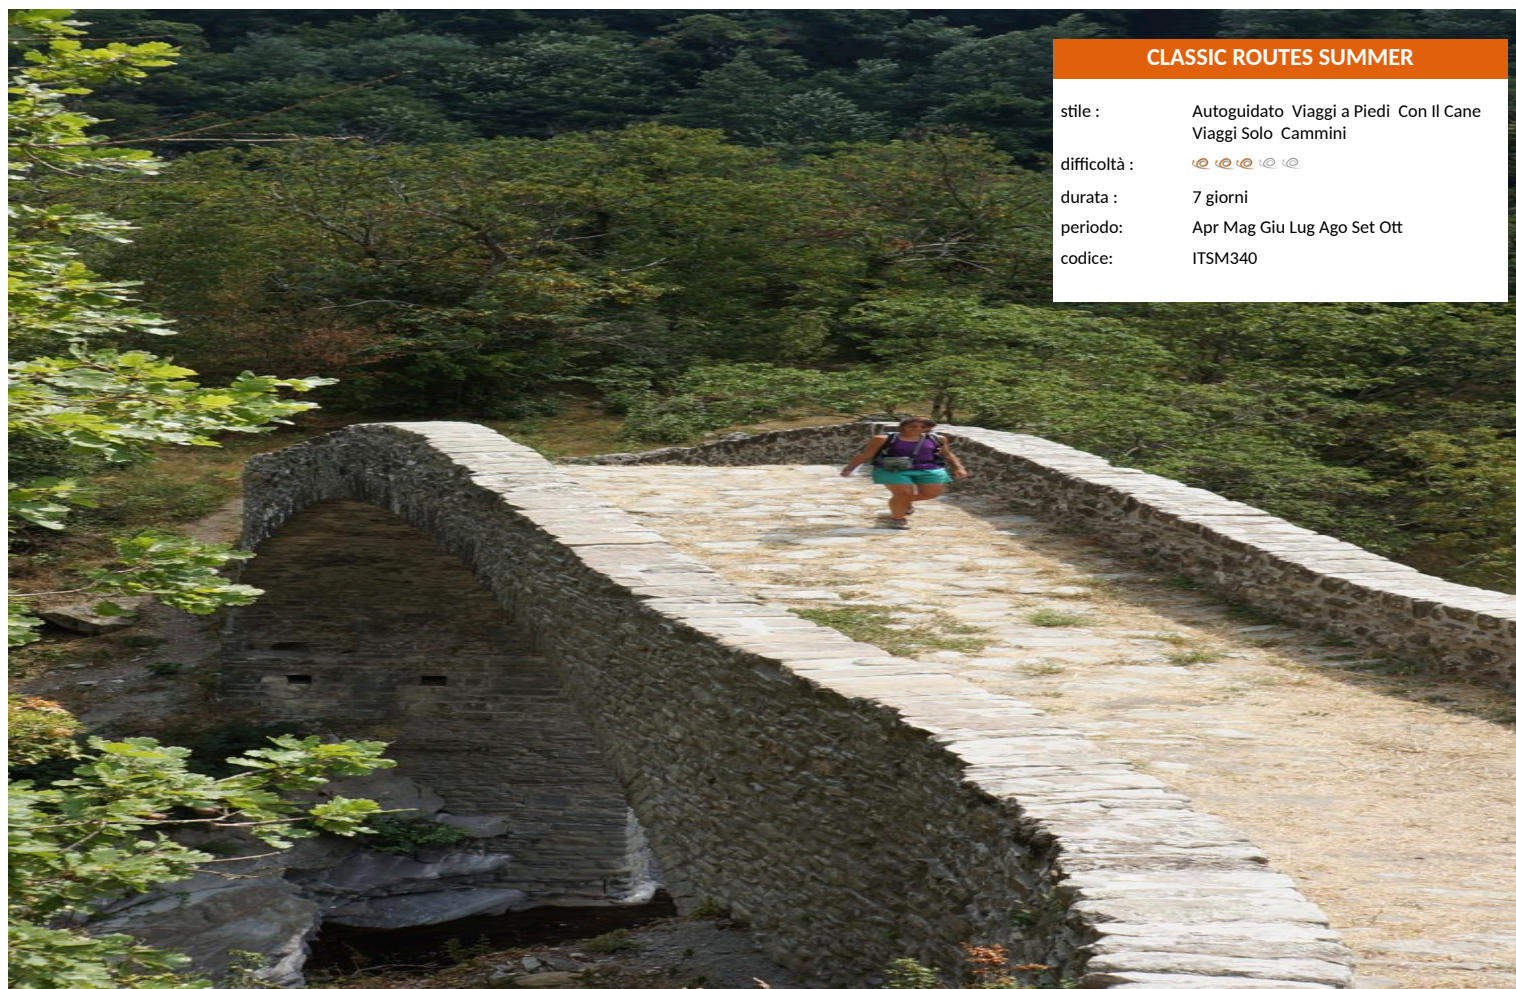 CLASSIC ROUTES SUMMER
stile : Autoguidato Viaggi a Piedi Con Il Cane
Viaggi Solo Cammini
difficoltà :
durata : 7 giorni
periodo: Apr Mag Giu Lug Ago Set Ott
codice: ITSM340